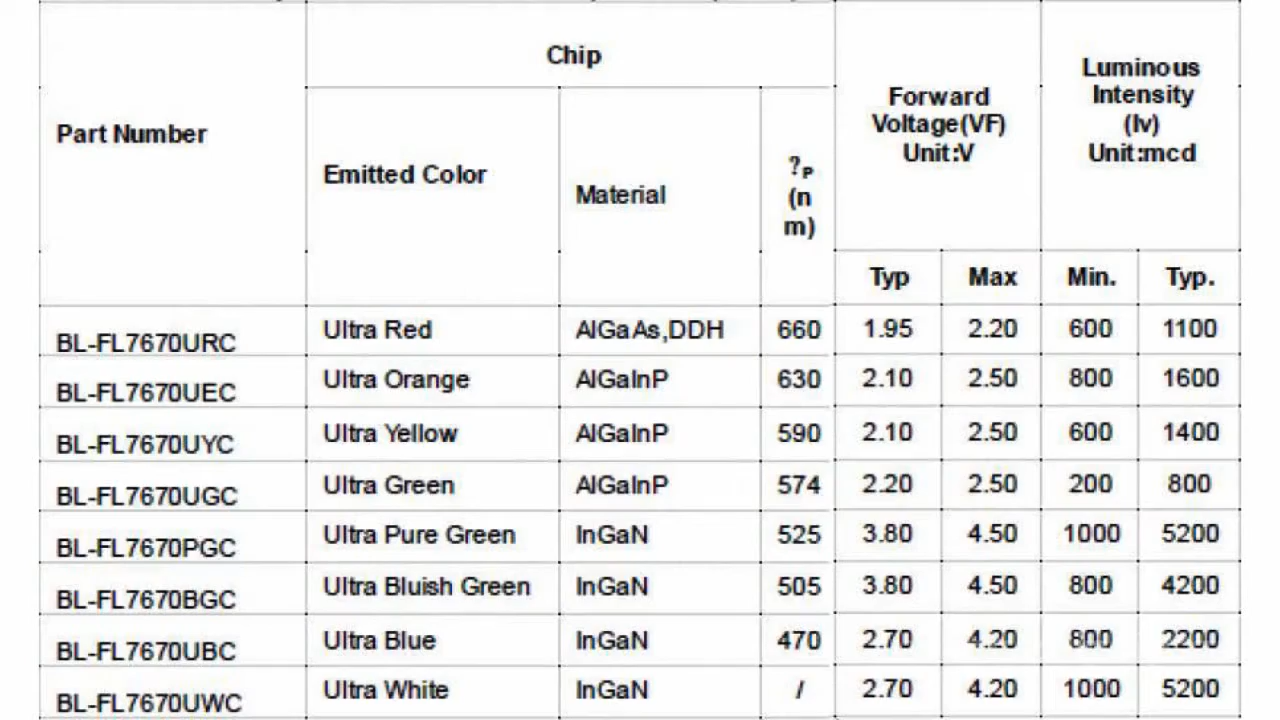 Chip
Part Number
Emitted Color
Material
?P
(n
m)
Forward
Voltage(VF)
Unit:V
Luminous
Intensity
(Iv)
Unit:mcd
Typ Max Min. Typ.
BL-FL7670URC Ultra Red AlGaAs,DDH 660 1.95 2.20 600 1100
BL-FL7670UEC Ultra Orange AlGaInP 630 2.10 2.50 800 1600
BL-FL7670UYC Ultra Yellow AlGaInP 590 2.10 2.50 600 1400
BL-FL7670UGC Ultra Green AlGaInP 574 2.20 2.50 200 800
BL-FL7670PGC Ultra Pure Green InGaN 525 3.80 4.50 1000 5200
BL-FL7670BGC Ultra Bluish Green InGaN 505 3.80 4.50 800 4200
BL-FL7670UBC Ultra Blue InGaN 470 2.70 4.20 800 2200
BL-FL7670UWC Ultra White InGaN / 2.70 4.20 1000 5200